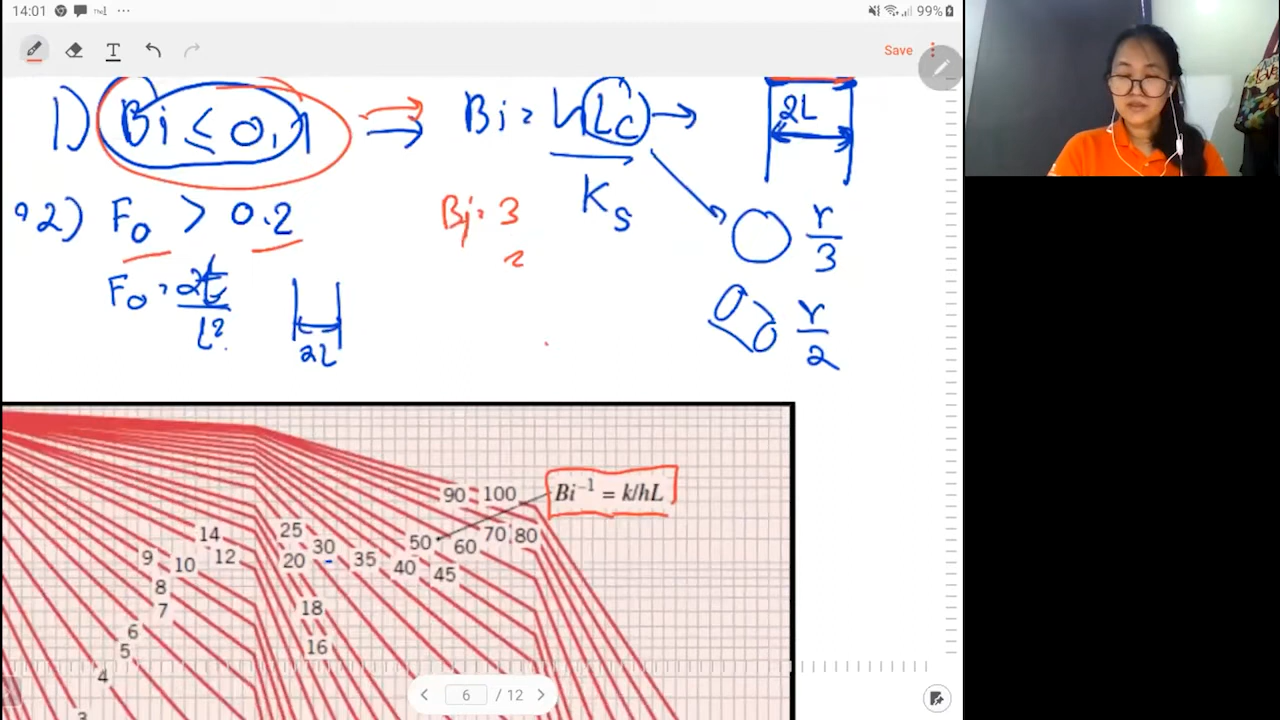 14:01
99%
T
Save
1) Bi ≤ 0,1 ⇒ Bi = hLc →
Ks
2L
2) Fo > 0.2
Bi = 3
r
3
Fo = αt
L²
2L
r
2
Bi⁻¹ = k/hL
90 100
14 25 50 70 80
9 10 12 20 30 35 40 45 60
8
7 18
6
5 16
4
3
6 / 12